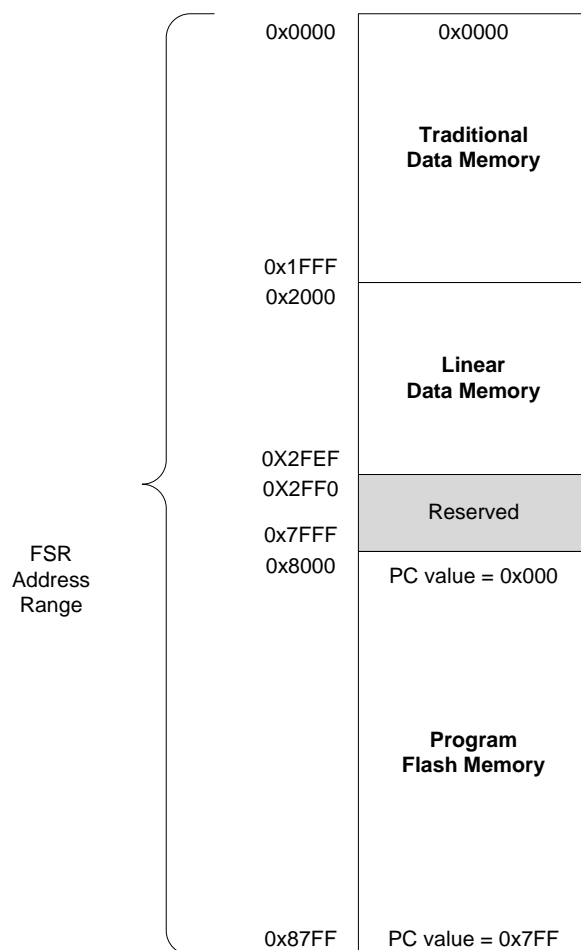 0x0000 0x0000
Traditional
Data Memory
0x1FFF
0x2000
Linear
Data Memory
0X2FEF
0X2FF0
Reserved
0x7FFF
0x8000
PC value = 0x000
FSR
Address
Range
Program
Flash Memory
0x87FF PC value = 0x7FF